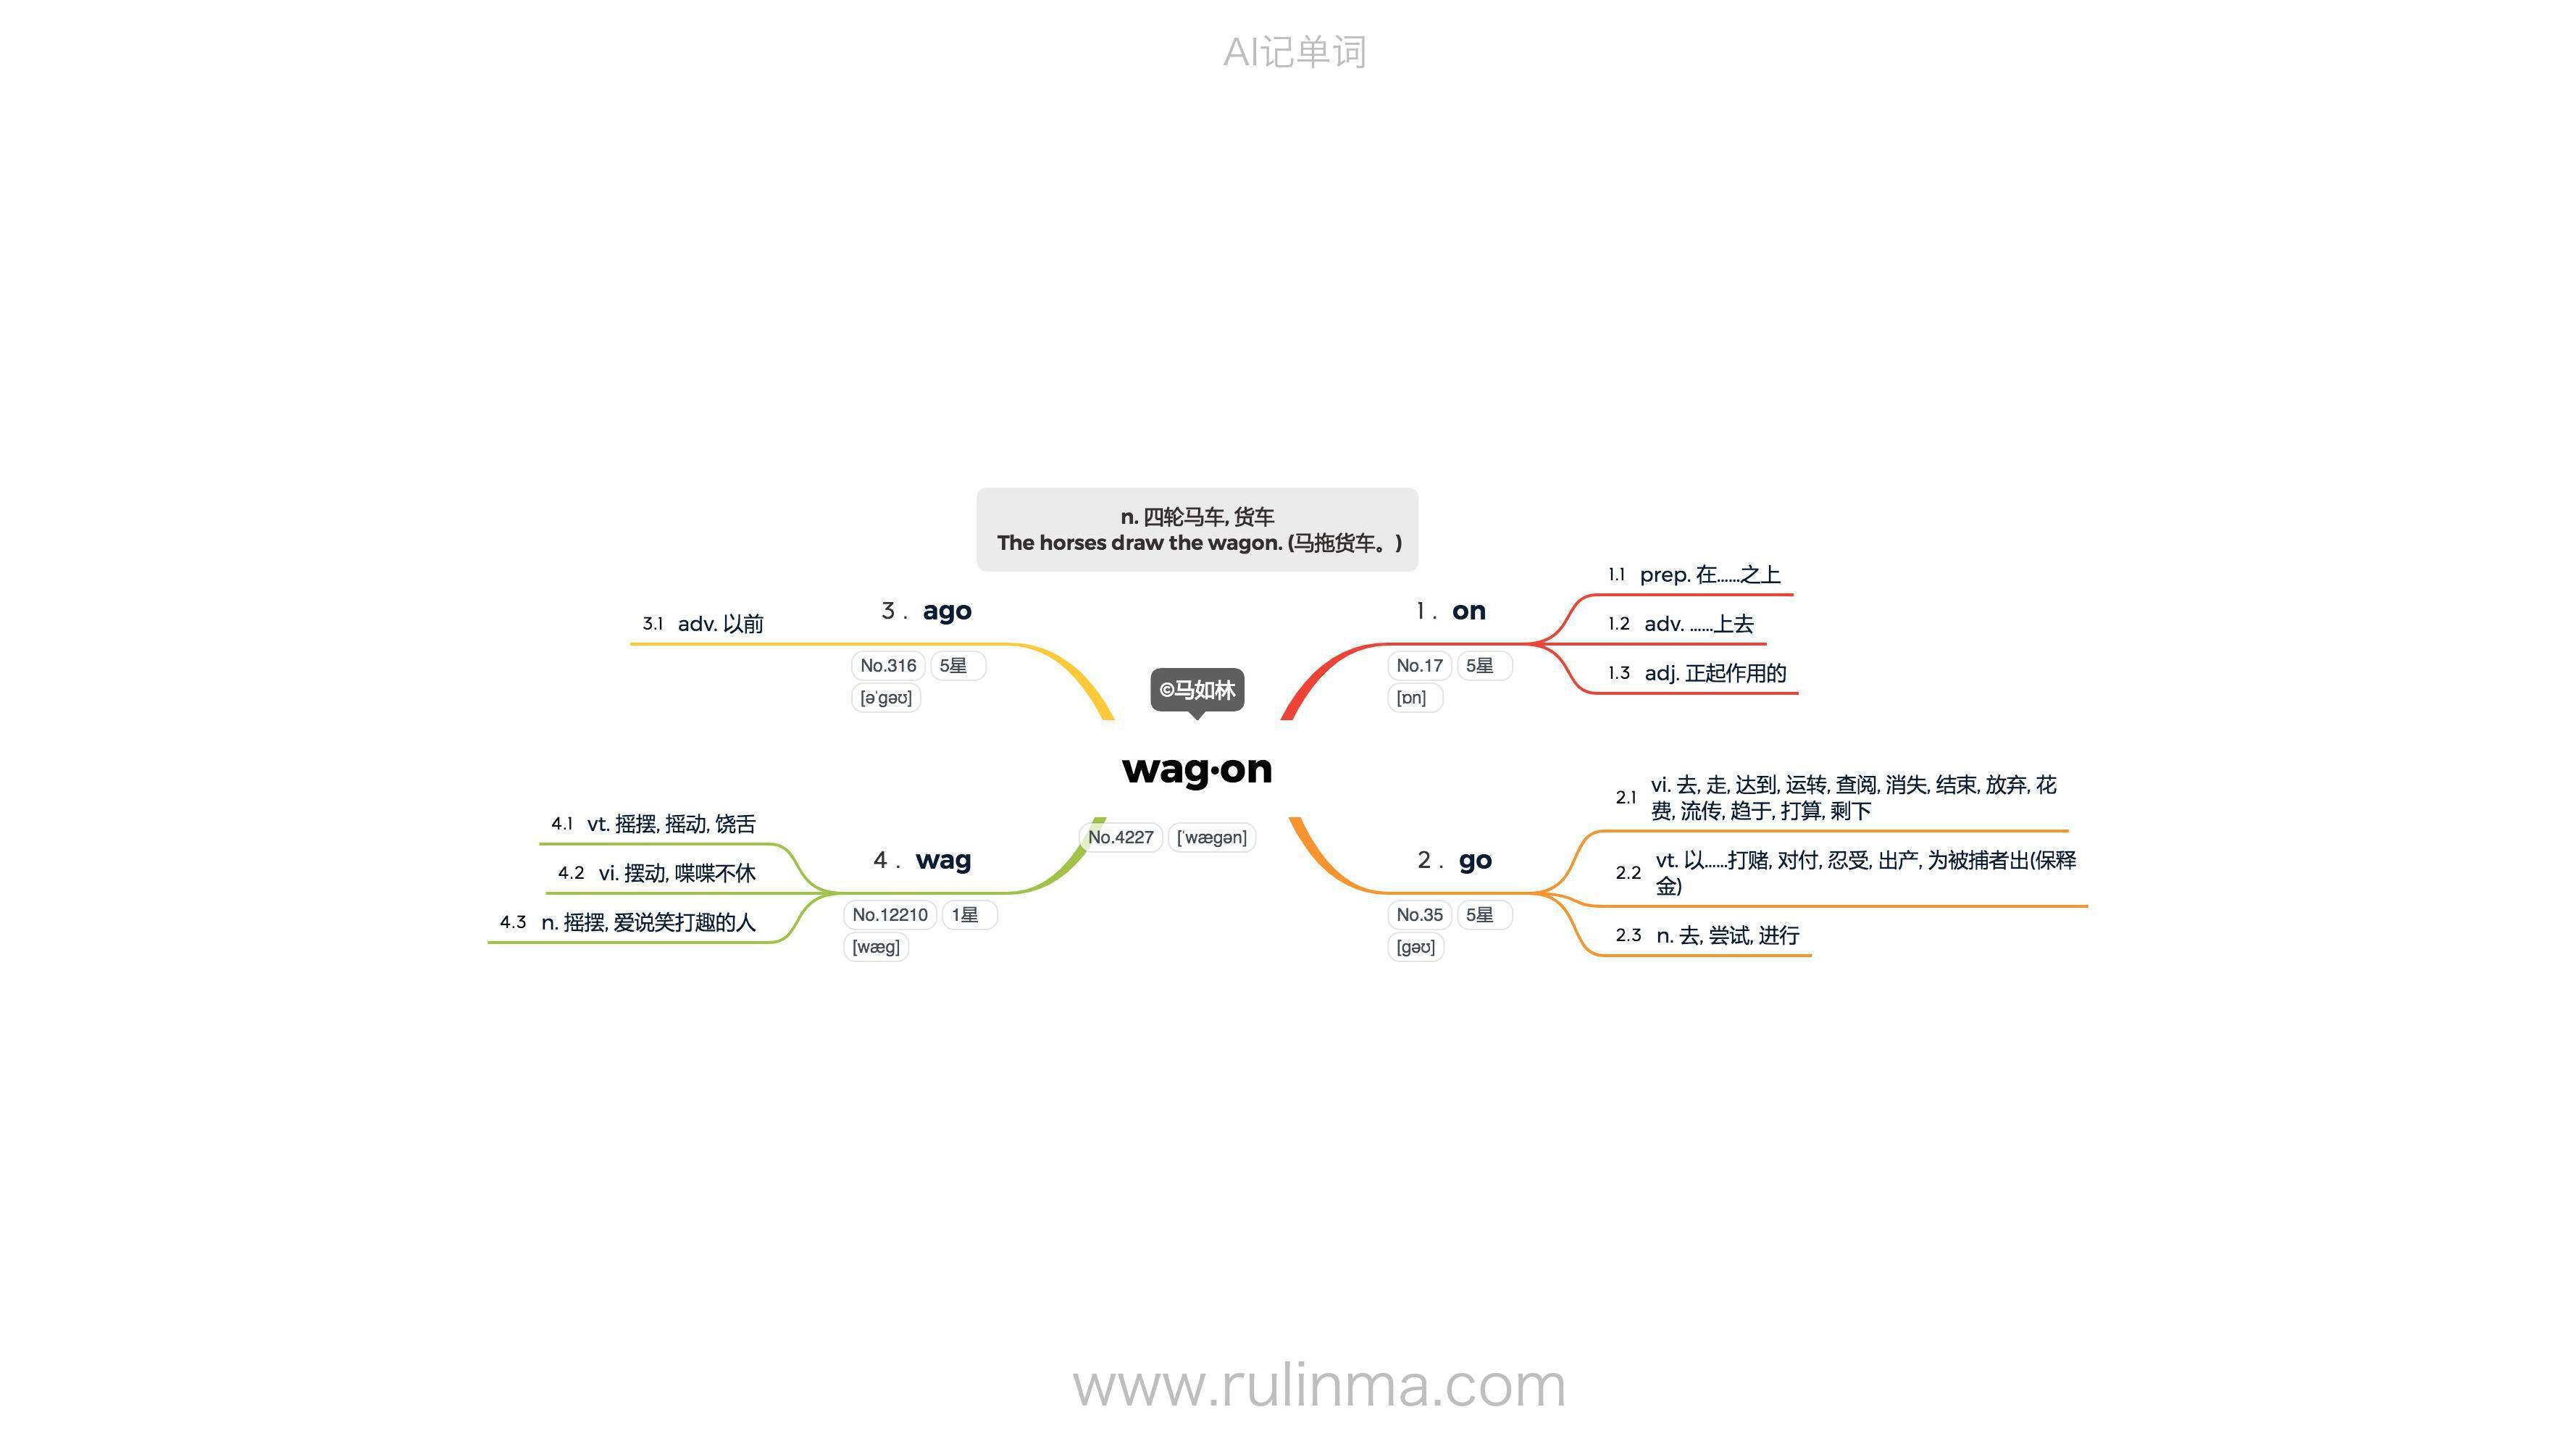 AI记单词
n. 四轮马车, 货车
The horses draw the wagon. (马拖货车。)
©马如林
wag·on
No.4227 ['wægən]
1 . on
No.17 5星
[ɒn]
1.1 prep. 在……之上
1.2 adv. ……上去
1.3 adj. 正起作用的
2 . go
No.35 5星
[gəʊ]
2.1 vi. 去, 走, 达到, 运转, 查阅, 消失, 结束, 放弃, 花
费, 流传, 趋于, 打算, 剩下
2.2 vt. 以……打赌, 对付, 忍受, 出产, 为被捕者出(保释
金)
2.3 n. 去, 尝试, 进行
3 . ago
No.316 5星
[ə'gəʊ]
3.1 adv. 以前
4 . wag
No.12210 1星
[wæg]
4.1 vt. 摇摆, 摇动, 饶舌
4.2 vi. 摆动, 喋喋不休
4.3 n. 摇摆, 爱说笑打趣的人
www.rulinma.com